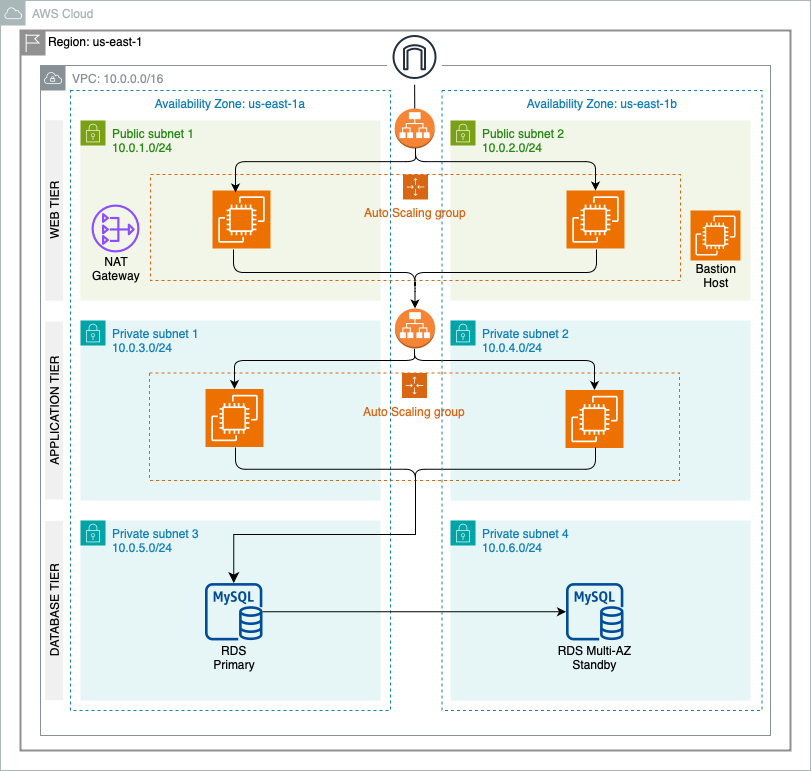 AWS Cloud
Region: us-east-1
VPC: 10.0.0.0/16
Availability Zone: us-east-1a
Availability Zone: us-east-1b
WEB TIER
Public subnet 1
10.0.1.0/24
Public subnet 2
10.0.2.0/24
Auto Scaling group
NAT
Gateway
Bastion
Host
APPLICATION TIER
Private subnet 1
10.0.3.0/24
Private subnet 2
10.0.4.0/24
Auto Scaling group
DATABASE TIER
Private subnet 3
10.0.5.0/24
Private subnet 4
10.0.6.0/24
MySQL
RDS
Primary
MySQL
RDS Multi-AZ
Standby